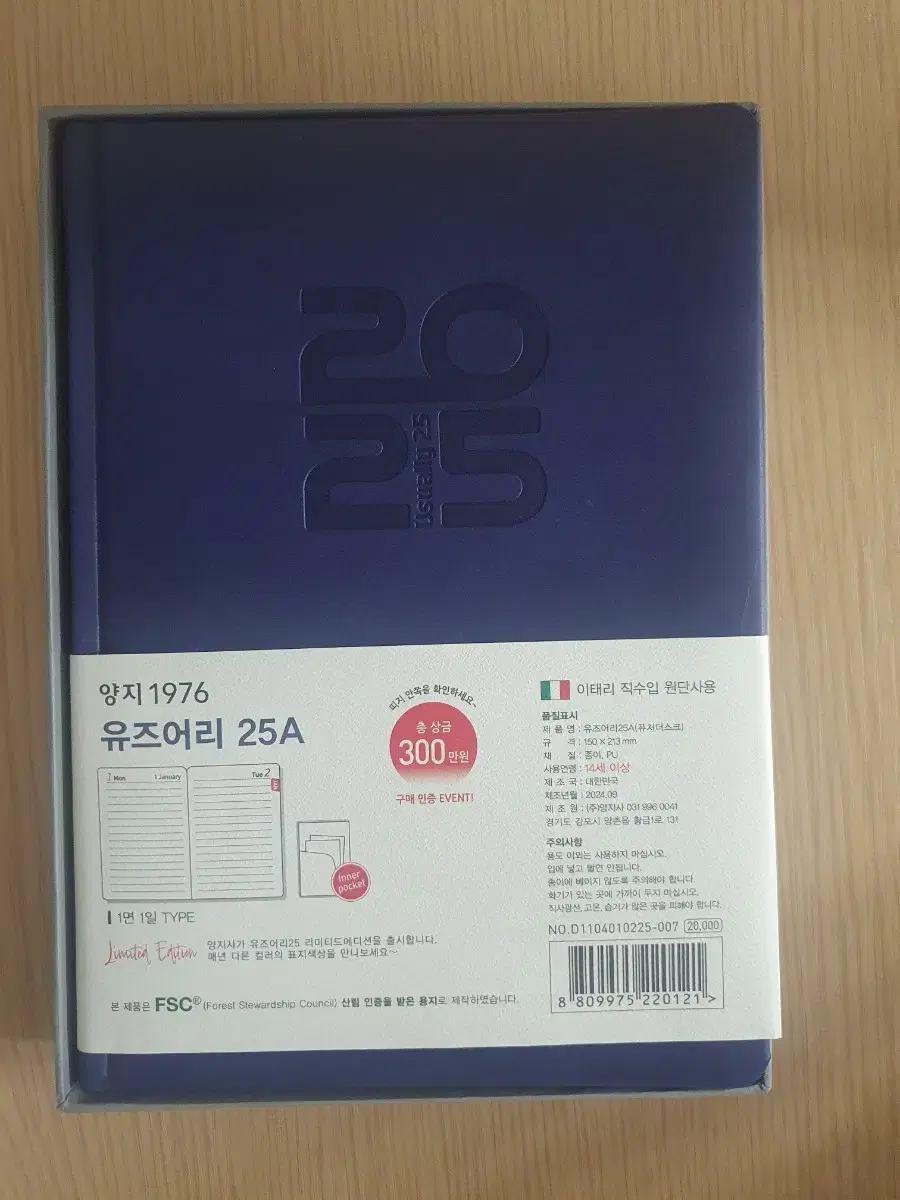 20
25
Usually 25
양지 1976
유즈어리 25A
1 Mon
1 January
Tue 2
Inner
pocket
1면 1일 TYPE
Limited Edition
양지사가 유즈어리25 리미티드에디션을 출시합니다.
매년 다른 컬러의 표지색상을 만나보세요~
본 제품은 FSC® (Forest Stewardship Council) 산림 인증을 받은 용지로 제작하였습니다.
띠지 안쪽을 확인하세요~
총 상금
300만원
구매 인증 EVENT!
이태리 직수입 원단사용
품질표시
제 품 명 : 유즈어리25A(퓨처더스크)
규 격 : 150 X 213 mm
재 질 : 종이, PU
사용연령 : 14세 이상
제 조 국 : 대한민국
제조년월 : 2024.09
제 조 원 : (주)양지사 031 996 0041
경기도 김포시 양촌읍 황금1로 131
주의사항
용도 이외는 사용하지 마십시오.
입에 넣고 빨면 안됩니다.
종이에 베이지 않도록 주의해야 합니다.
화기가 있는 곳에 가까이 두지 마십시오.
직사광선, 고온, 습기가 많은 곳을 피해야 합니다.
NO.D1104010225-007 20,000
8 809975 220121 >